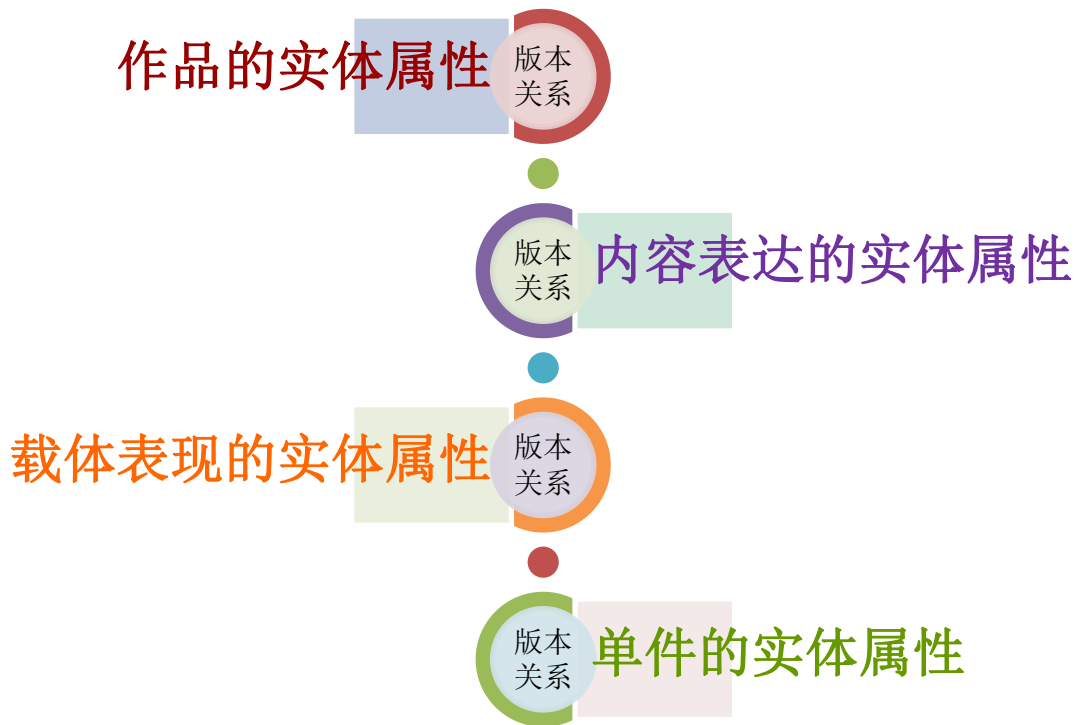 作品的实体属性
版本
关系
版本
关系
内容表达的实体属性
载体表现的实体属性
版本
关系
版本
关系
单件的实体属性